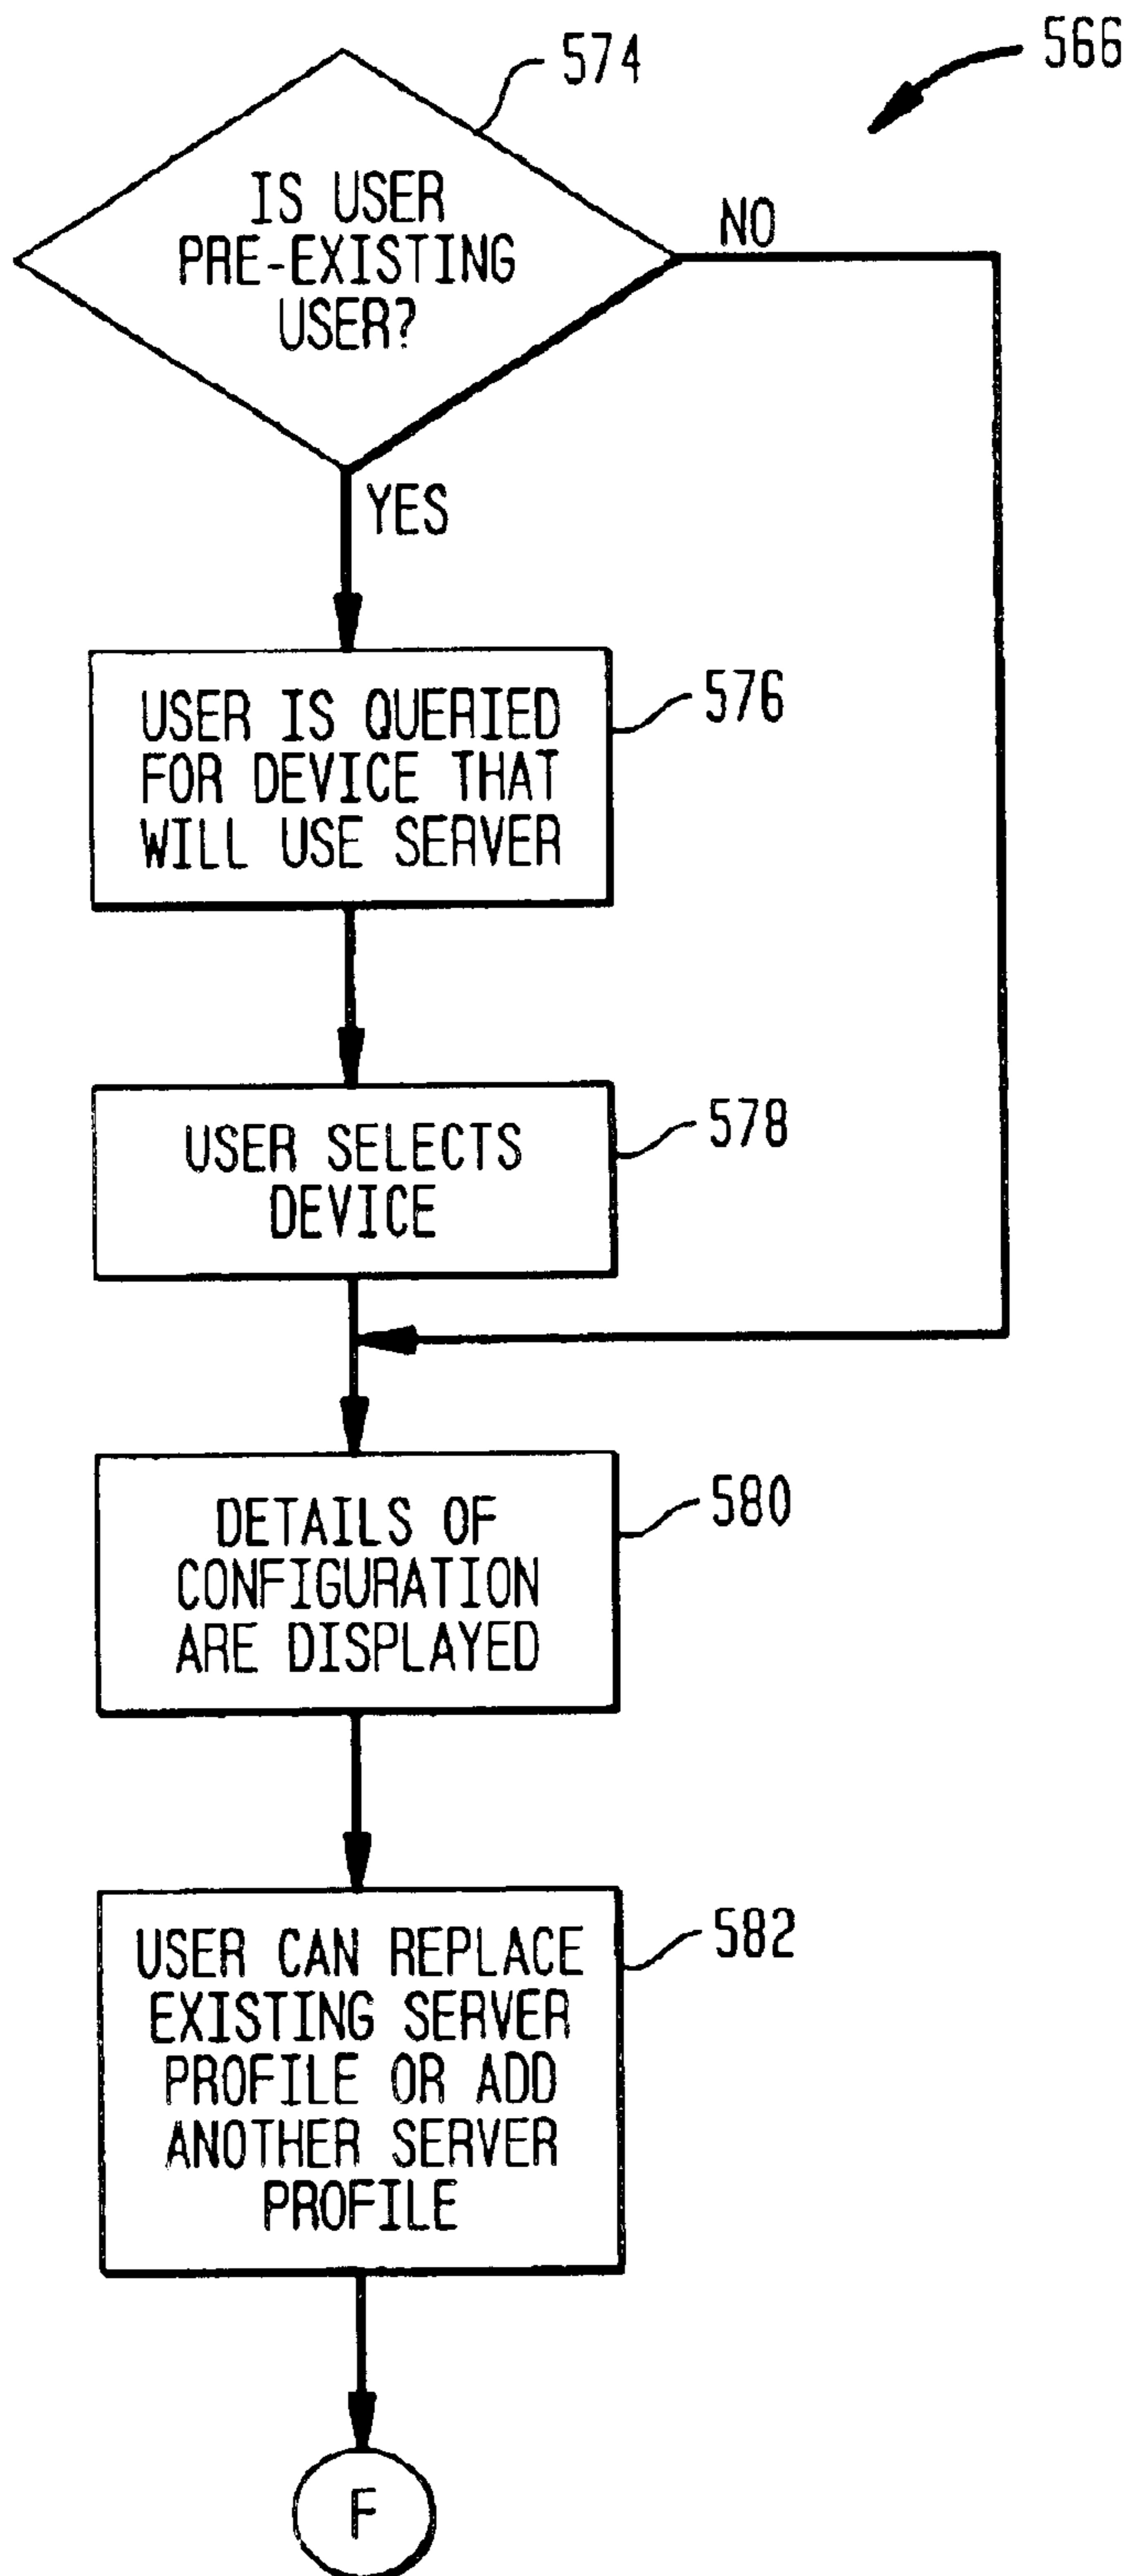 566
574
IS USER
PRE-EXISTING
USER?
NO
YES
576
USER IS QUERIED
FOR DEVICE THAT
WILL USE SERVER
578
USER SELECTS
DEVICE
580
DETAILS OF
CONFIGURATION
ARE DISPLAYED
582
USER CAN REPLACE
EXISTING SERVER
PROFILE OR ADD
ANOTHER SERVER
PROFILE
F